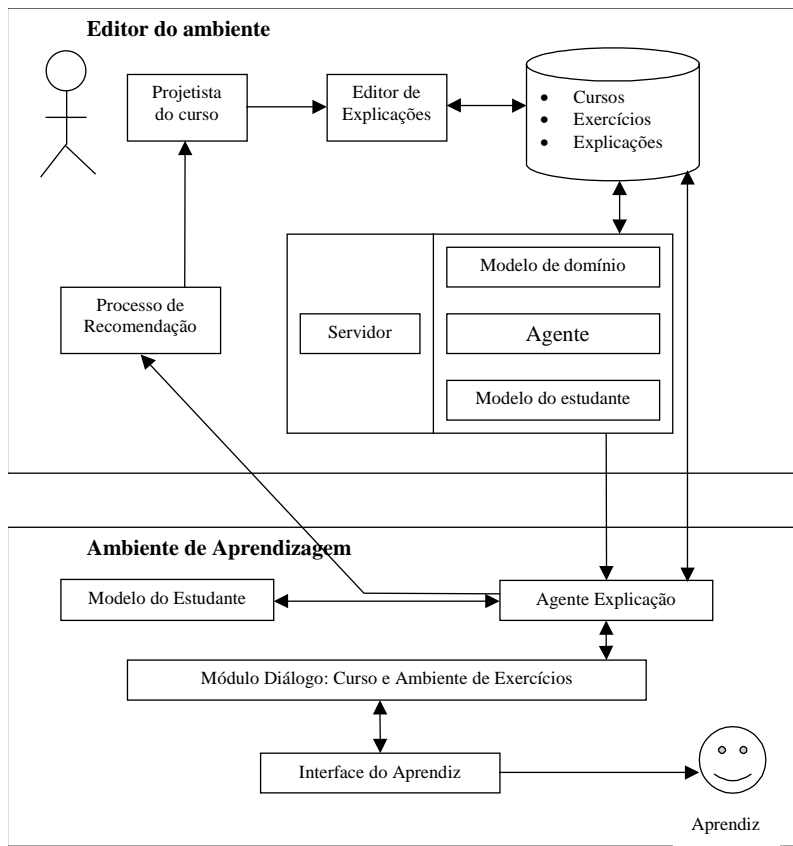 Editor do ambiente
Projetista
do curso
Editor de
Explicações
• Cursos
• Exercícios
• Explicações
Modelo de domínio
Processo de
Recomendação
Servidor
Agente
Modelo do estudante
Ambiente de Aprendizagem
Modelo do Estudante
Agente Explicação
Módulo Diálogo: Curso e Ambiente de Exercícios
Interface do Aprendiz
Aprendiz